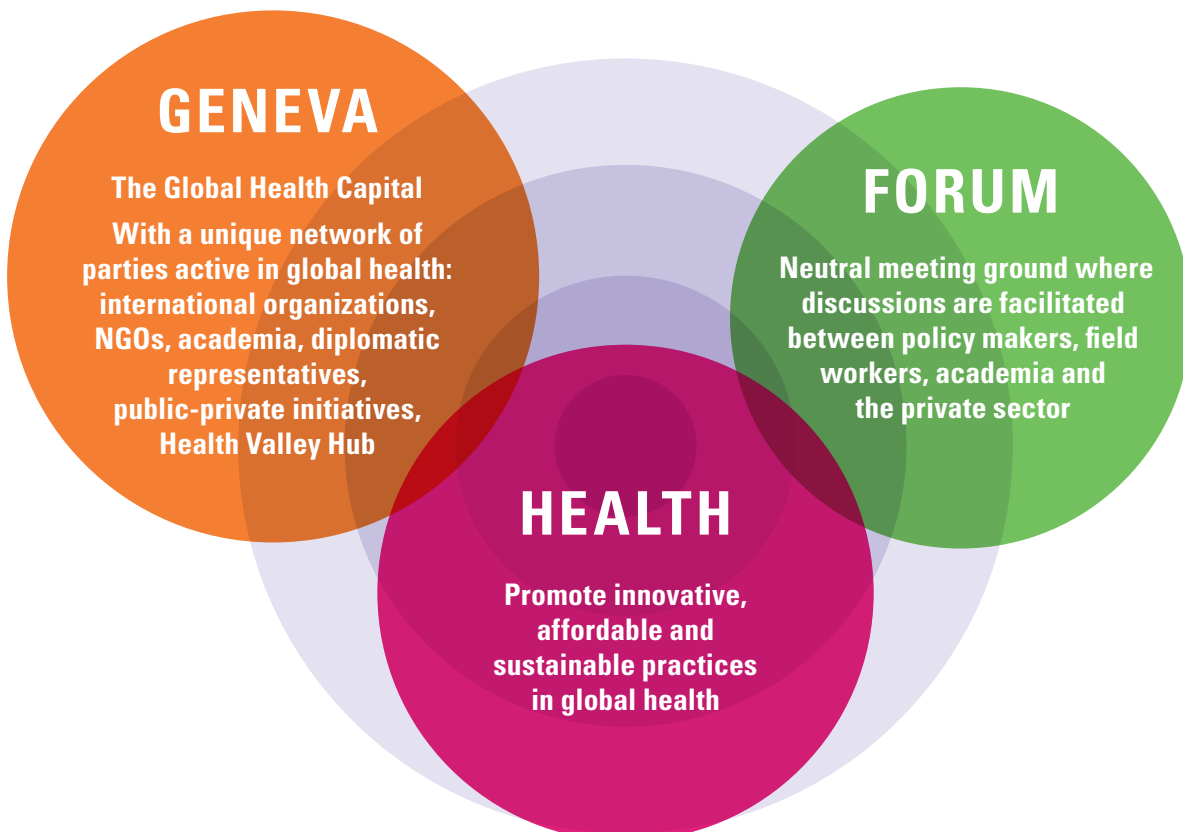 GENEVA
The Global Health Capital
With a unique network of
parties active in global health:
international organizations,
NGOs, academia, diplomatic
representatives,
public-private initiatives,
Health Valley Hub
FORUM
Neutral meeting ground where
discussions are facilitated
between policy makers, field
workers, academia and
the private sector
HEALTH
Promote innovative,
affordable and
sustainable practices
in global health